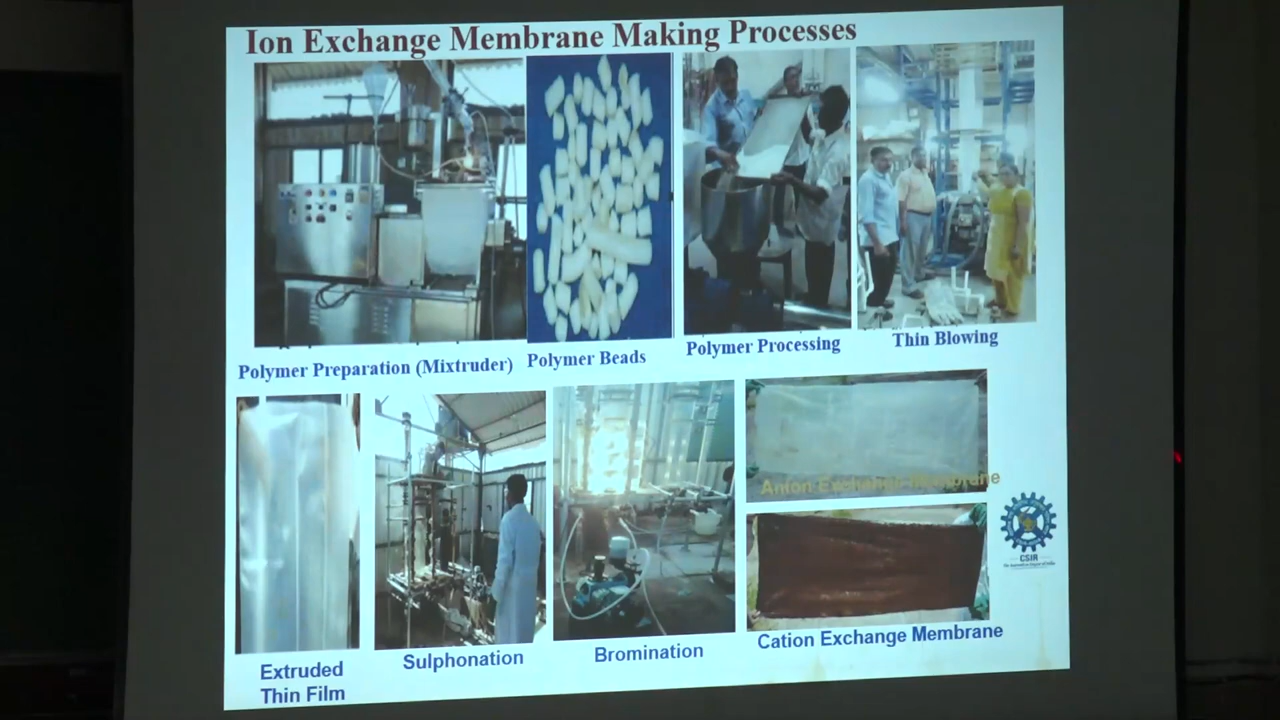 Ion Exchange Membrane Making Processes
Polymer Preparation (Mixtruder)
Polymer Beads
Polymer Processing
Thin Blowing
Extruded
Thin Film
Sulphonation
Bromination
Anion Exchange Membrane
Cation Exchange Membrane
CSIR